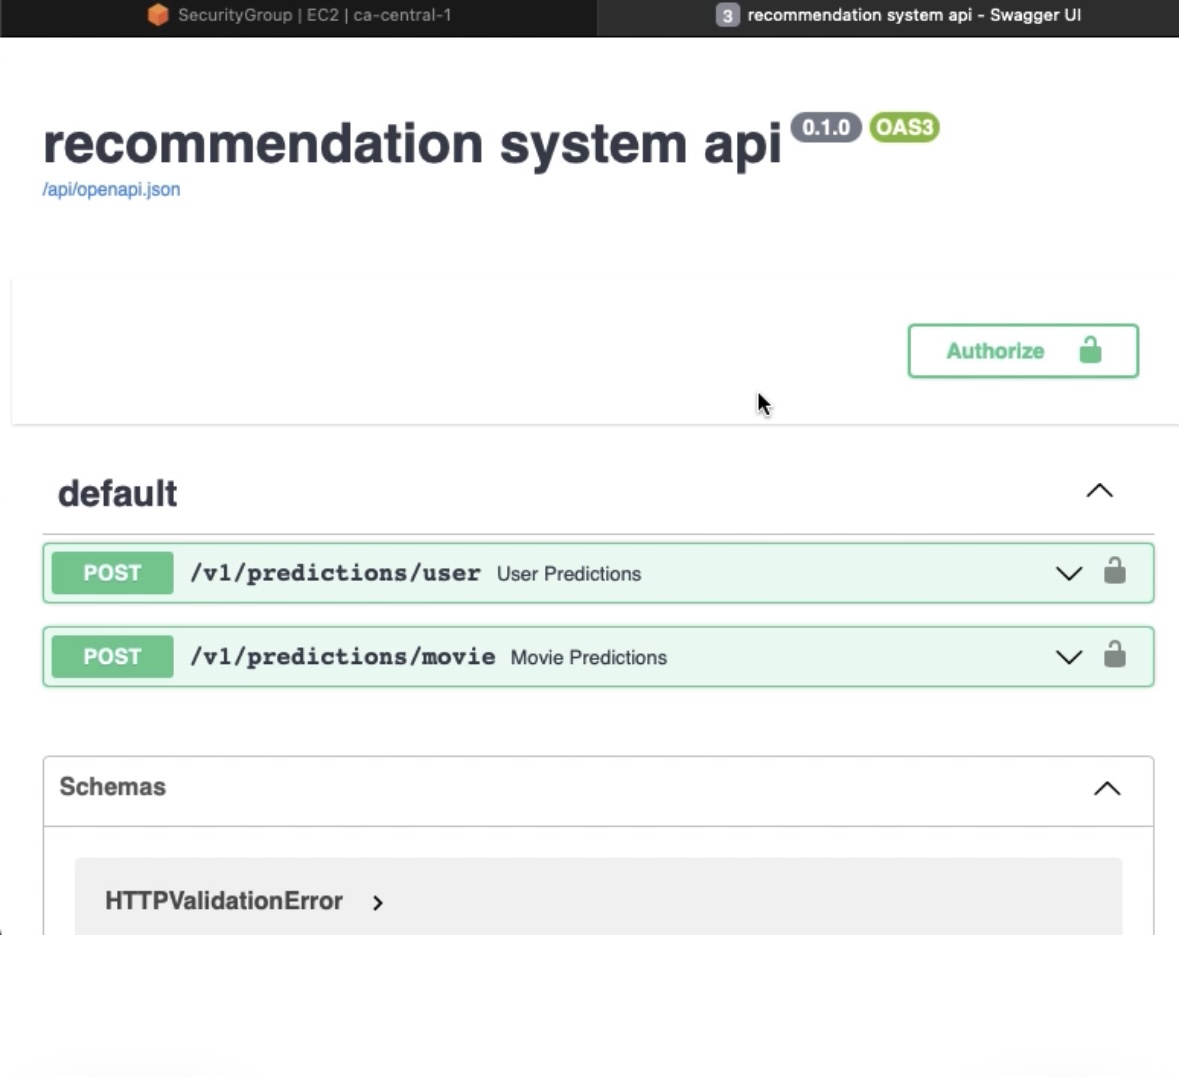 SecurityGroup | EC2 | ca-central-1
3 recommendation system api - Swagger UI
recommendation system api 0.1.0 OAS3
/api/openapi.json
Authorize
default
POST /v1/predictions/user User Predictions
POST /v1/predictions/movie Movie Predictions
Schemas
HTTPValidationError